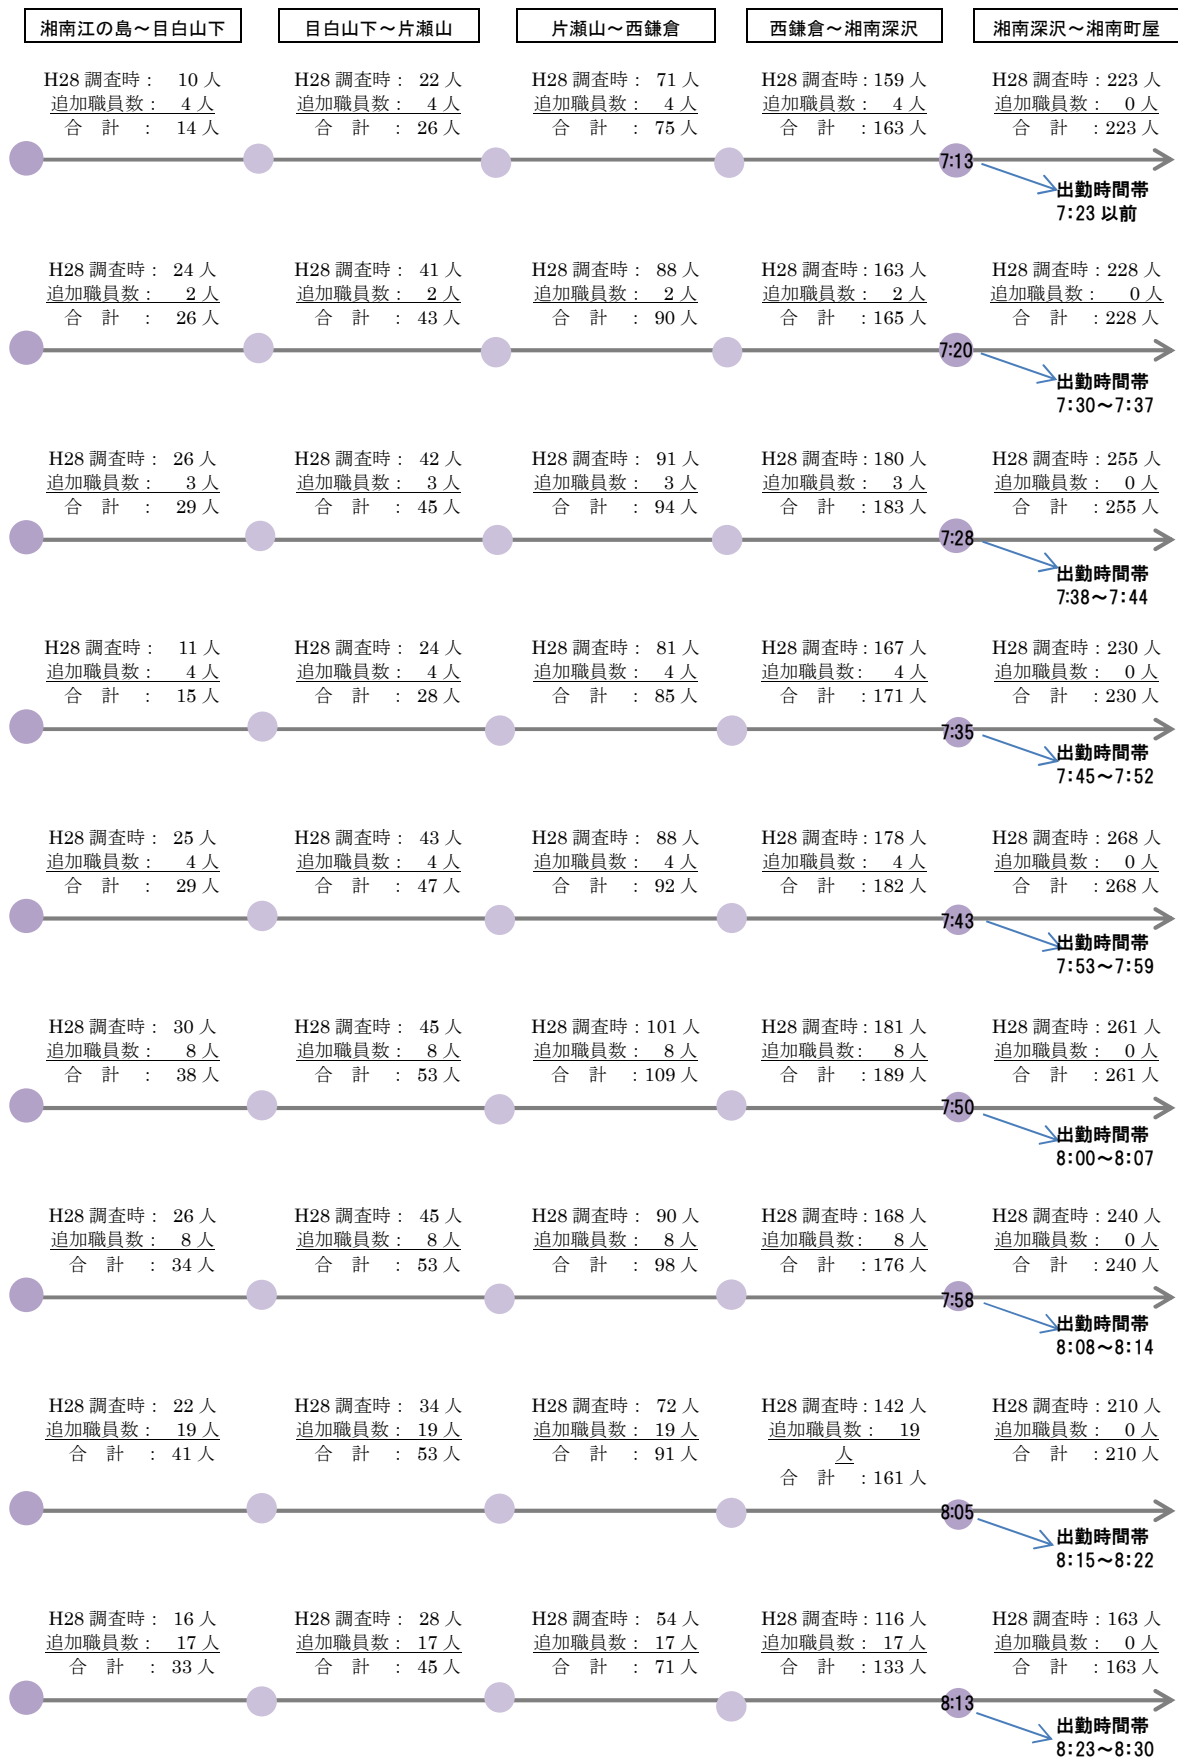 湘南江の島～目白山下 目白山下～片瀬山 片瀬山～西鎌倉 西鎌倉～湘南深沢 湘南深沢～湘南町屋
H28 調査時： 10 人 H28 調査時： 22 人 H28 調査時： 71 人 H28 調査時：159 人 H28 調査時：223 人
追加職員数： 4 人 追加職員数： 4 人 追加職員数： 4 人 追加職員数： 4 人 追加職員数： 0 人
合 計 ： 14 人 合 計 ： 26 人 合 計 ： 75 人 合 計 ：163 人 合 計 ：223 人
7:13
出勤時間帯
7:23 以前
H28 調査時： 24 人 H28 調査時： 41 人 H28 調査時： 88 人 H28 調査時：163 人 H28 調査時：228 人
追加職員数： 2 人 追加職員数： 2 人 追加職員数： 2 人 追加職員数： 2 人 追加職員数： 0 人
合 計 ： 26 人 合 計 ： 43 人 合 計 ： 90 人 合 計 ：165 人 合 計 ：228 人
7:20
出勤時間帯
7:30～7:37
H28 調査時： 26 人 H28 調査時： 42 人 H28 調査時： 91 人 H28 調査時：180 人 H28 調査時：255 人
追加職員数： 3 人 追加職員数： 3 人 追加職員数： 3 人 追加職員数： 3 人 追加職員数： 0 人
合 計 ： 29 人 合 計 ： 45 人 合 計 ： 94 人 合 計 ：183 人 合 計 ：255 人
7:28
出勤時間帯
7:38～7:44
H28 調査時： 11 人 H28 調査時： 24 人 H28 調査時： 81 人 H28 調査時：167 人 H28 調査時：230 人
追加職員数： 4 人 追加職員数： 4 人 追加職員数： 4 人 追加職員数： 4 人 追加職員数： 0 人
合 計 ： 15 人 合 計 ： 28 人 合 計 ： 85 人 合 計 ：171 人 合 計 ：230 人
7:35
出勤時間帯
7:45～7:52
H28 調査時： 25 人 H28 調査時： 43 人 H28 調査時： 88 人 H28 調査時：178 人 H28 調査時：268 人
追加職員数： 4 人 追加職員数： 4 人 追加職員数： 4 人 追加職員数： 4 人 追加職員数： 0 人
合 計 ： 29 人 合 計 ： 47 人 合 計 ： 92 人 合 計 ：182 人 合 計 ：268 人
7:43
出勤時間帯
7:53～7:59
H28 調査時： 30 人 H28 調査時： 45 人 H28 調査時：101 人 H28 調査時：181 人 H28 調査時：261 人
追加職員数： 8 人 追加職員数： 8 人 追加職員数： 8 人 追加職員数： 8 人 追加職員数： 0 人
合 計 ： 38 人 合 計 ： 53 人 合 計 ：109 人 合 計 ：189 人 合 計 ：261 人
7:50
出勤時間帯
8:00～8:07
H28 調査時： 26 人 H28 調査時： 45 人 H28 調査時： 90 人 H28 調査時：168 人 H28 調査時：240 人
追加職員数： 8 人 追加職員数： 8 人 追加職員数： 8 人 追加職員数： 8 人 追加職員数： 0 人
合 計 ： 34 人 合 計 ： 53 人 合 計 ： 98 人 合 計 ：176 人 合 計 ：240 人
7:58
出勤時間帯
8:08～8:14
H28 調査時： 22 人 H28 調査時： 34 人 H28 調査時： 72 人 H28 調査時：142 人 H28 調査時：210 人
追加職員数： 19 人 追加職員数： 19 人 追加職員数： 19 人 追加職員数： 19 追加職員数： 0 人
合 計 ： 41 人 合 計 ： 53 人 合 計 ： 91 人 人 合 計 ：210 人
合 計 ：161 人
8:05
出勤時間帯
8:15～8:22
H28 調査時： 16 人 H28 調査時： 28 人 H28 調査時： 54 人 H28 調査時：116 人 H28 調査時：163 人
追加職員数： 17 人 追加職員数： 17 人 追加職員数： 17 人 追加職員数： 17 人 追加職員数： 0 人
合 計 ： 33 人 合 計 ： 45 人 合 計 ： 71 人 合 計 ：133 人 合 計 ：163 人
8:13
出勤時間帯
8:23～8:30